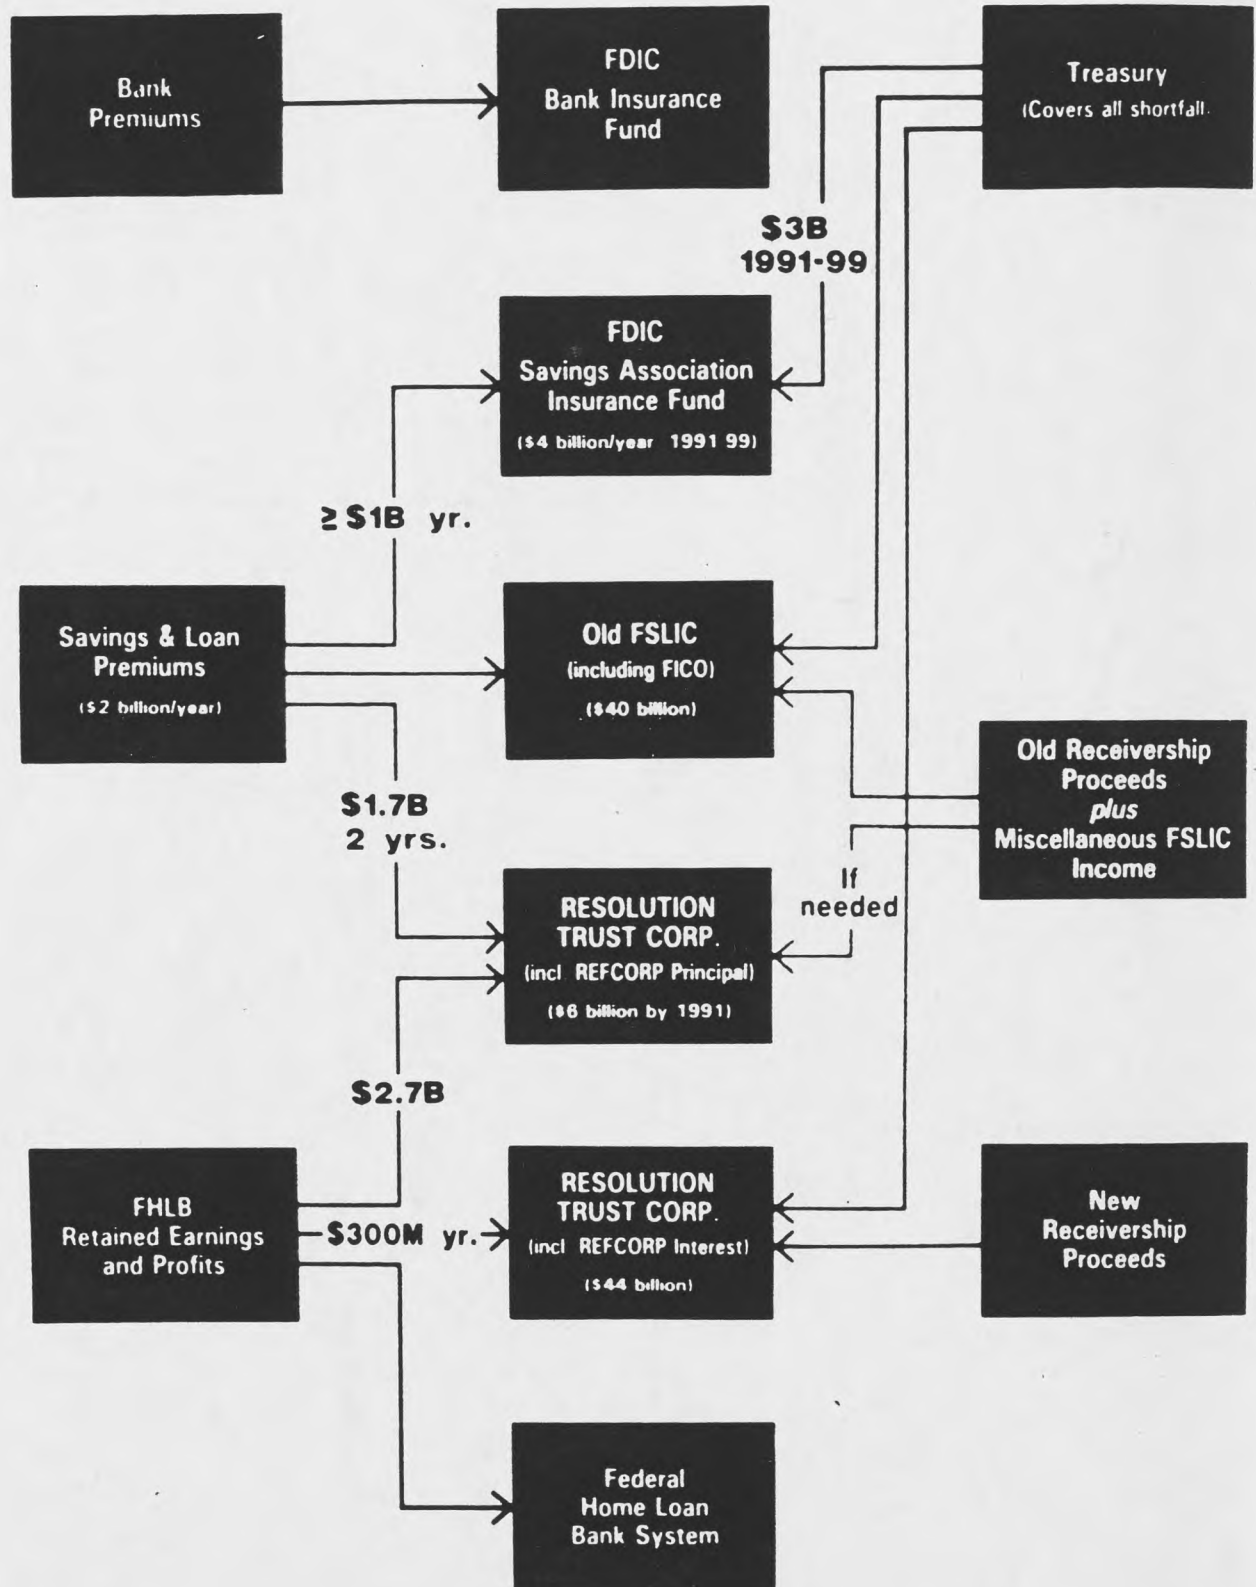 Bank
Premiums
FDIC
Bank Insurance
Fund
Treasury
(Covers all shortfall.
$3B
1991-99
FDIC
Savings Association
Insurance Fund
($4 billion/year 1991 99)
≥ $1B yr.
Savings & Loan
Premiums
($2 billion/year)
Old FSLIC
(including FICO)
($40 billion)
Old Receivership
Proceeds
plus
Miscellaneous FSLIC
Income
$1.7B
2 yrs.
If
needed
RESOLUTION
TRUST CORP.
(incl REFCORP Principal)
($6 billion by 1991)
$2.7B
FHLB
Retained Earnings
and Profits
$300M yr.
RESOLUTION
TRUST CORP.
(incl REFCORP Interest)
($44 billion)
New
Receivership
Proceeds
Federal
Home Loan
Bank System